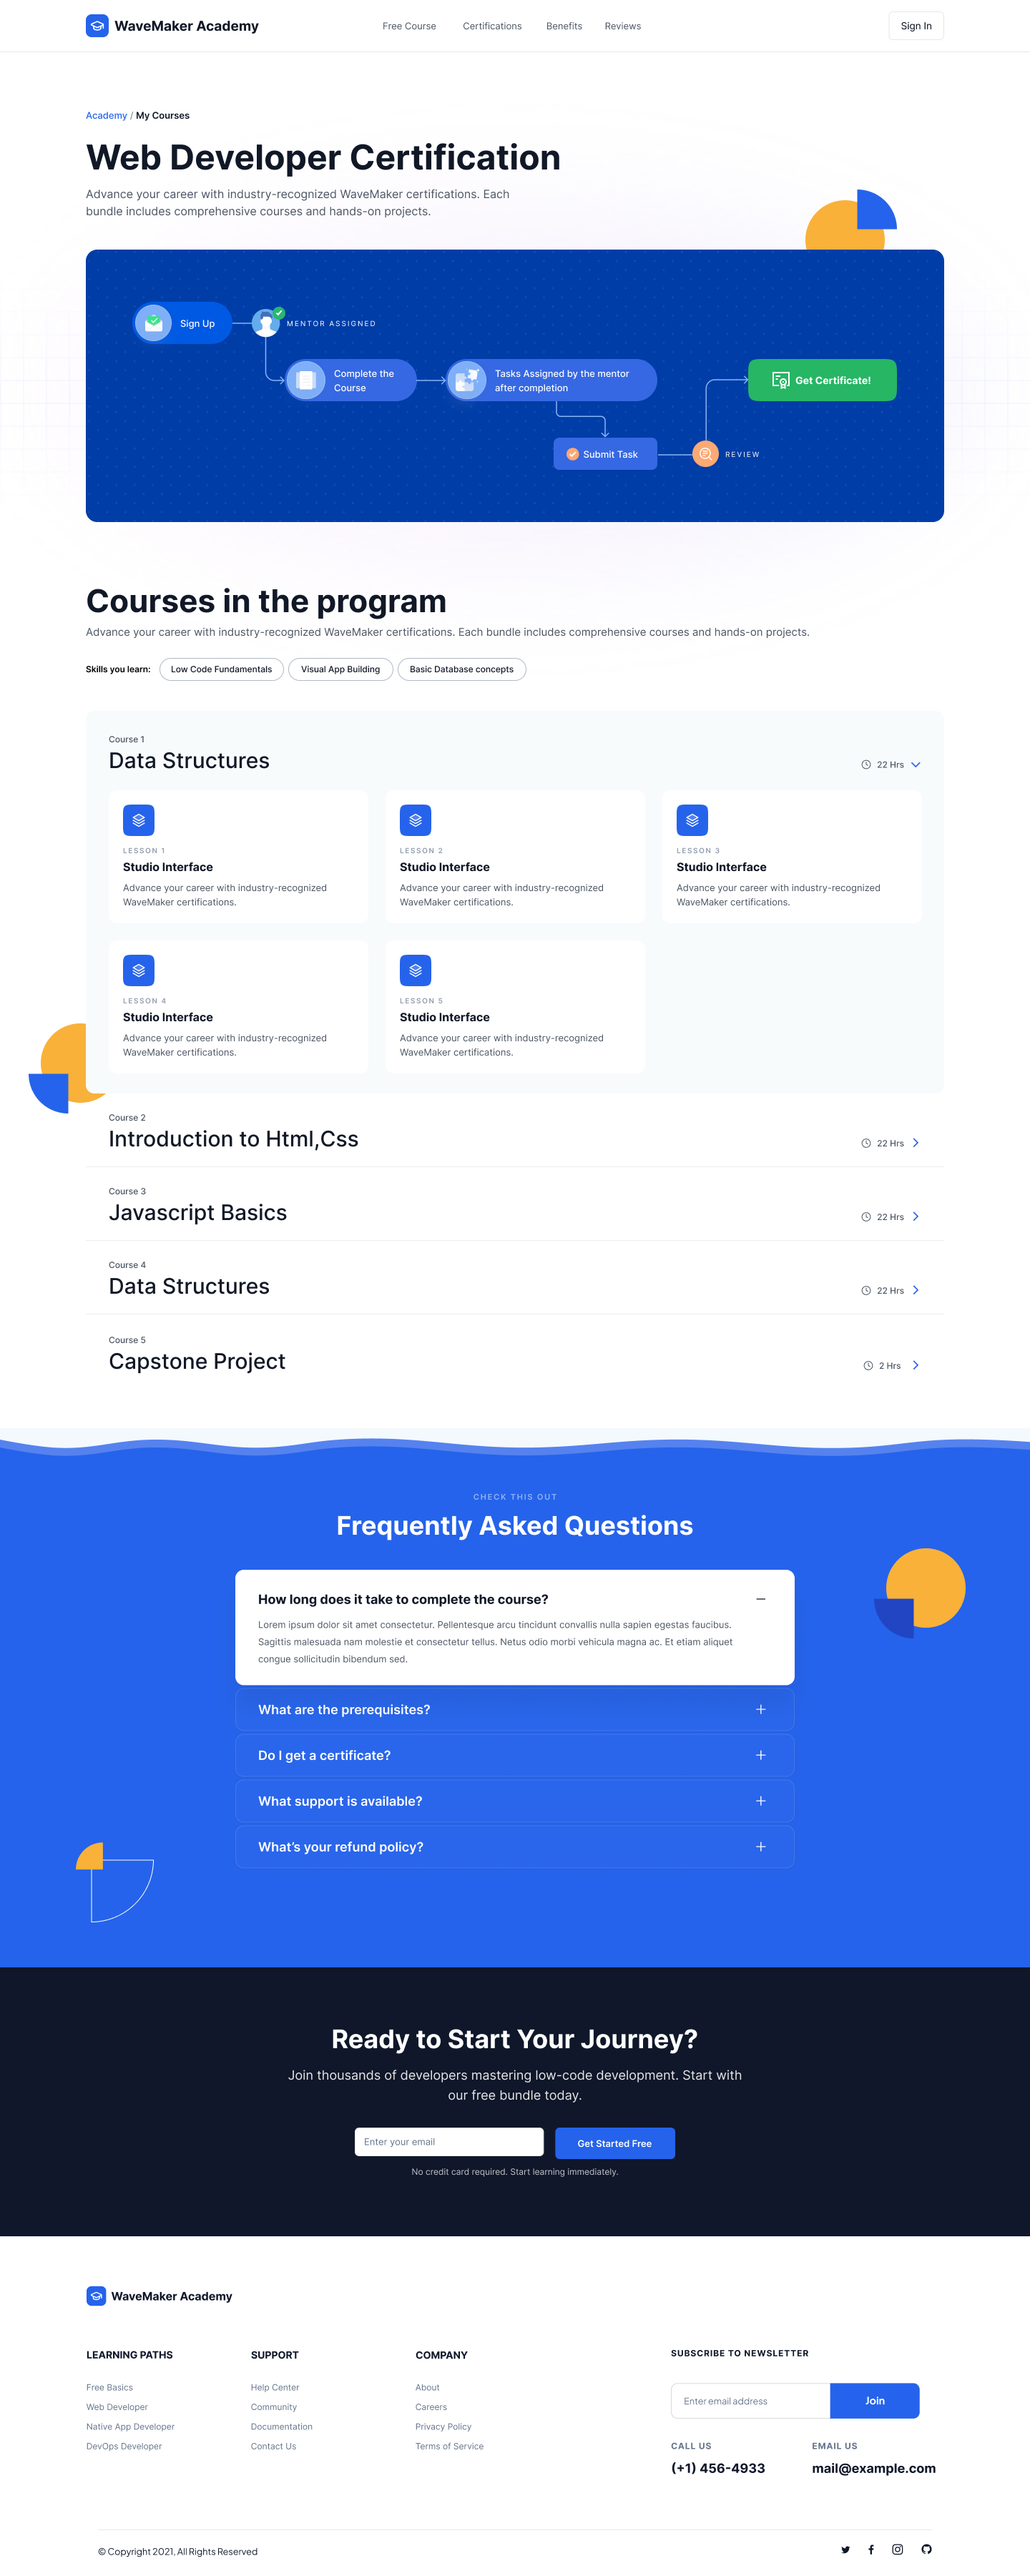 WaveMaker Academy
Free Course
Certifications
Benefits
Reviews
Sign In
Academy / My Courses
Web Developer Certification
Advance your career with industry-recognized WaveMaker certifications. Each
bundle includes comprehensive courses and hands-on projects.
Sign Up
MENTOR ASSIGNED
Complete the
Course
Tasks Assigned by the mentor
after completion
Get Certificate!
Submit Task
REVIEW
Courses in the program
Advance your career with industry-recognized WaveMaker certifications. Each bundle includes comprehensive courses and hands-on projects.
Skills you learn:
Low Code Fundamentals
Visual App Building
Basic Database concepts
Course 1
Data Structures
22 Hrs
LESSON 1
Studio Interface
Advance your career with industry-recognized
WaveMaker certifications.
LESSON 2
Studio Interface
Advance your career with industry-recognized
WaveMaker certifications.
LESSON 3
Studio Interface
Advance your career with industry-recognized
WaveMaker certifications.
LESSON 4
Studio Interface
Advance your career with industry-recognized
WaveMaker certifications.
LESSON 5
Studio Interface
Advance your career with industry-recognized
WaveMaker certifications.
Course 2
Introduction to Html,Css
22 Hrs
Course 3
Javascript Basics
22 Hrs
Course 4
Data Structures
22 Hrs
Course 5
Capstone Project
2 Hrs
CHECK THIS OUT
Frequently Asked Questions
How long does it take to complete the course?
Lorem ipsum dolor sit amet consectetur. Pellentesque arcu tincidunt convallis nulla sapien egestas faucibus.
Sagittis malesuada nam molestie et consectetur tellus. Netus odio morbi vehicula magna ac. Et etiam aliquet
congue sollicitudin bibendum sed.
What are the prerequisites?
Do I get a certificate?
What support is available?
What's your refund policy?
Ready to Start Your Journey?
Join thousands of developers mastering low-code development. Start with
our free bundle today.
Enter your email
Get Started Free
No credit card required. Start learning immediately.
WaveMaker Academy
LEARNING PATHS
Free Basics
Web Developer
Native App Developer
DevOps Developer
SUPPORT
Help Center
Community
Documentation
Contact Us
COMPANY
About
Careers
Privacy Policy
Terms of Service
SUBSCRIBE TO NEWSLETTER
Enter email address
Join
CALL US
(+1) 456-4933
EMAIL US
mail@example.com
© Copyright 2021, All Rights Reserved